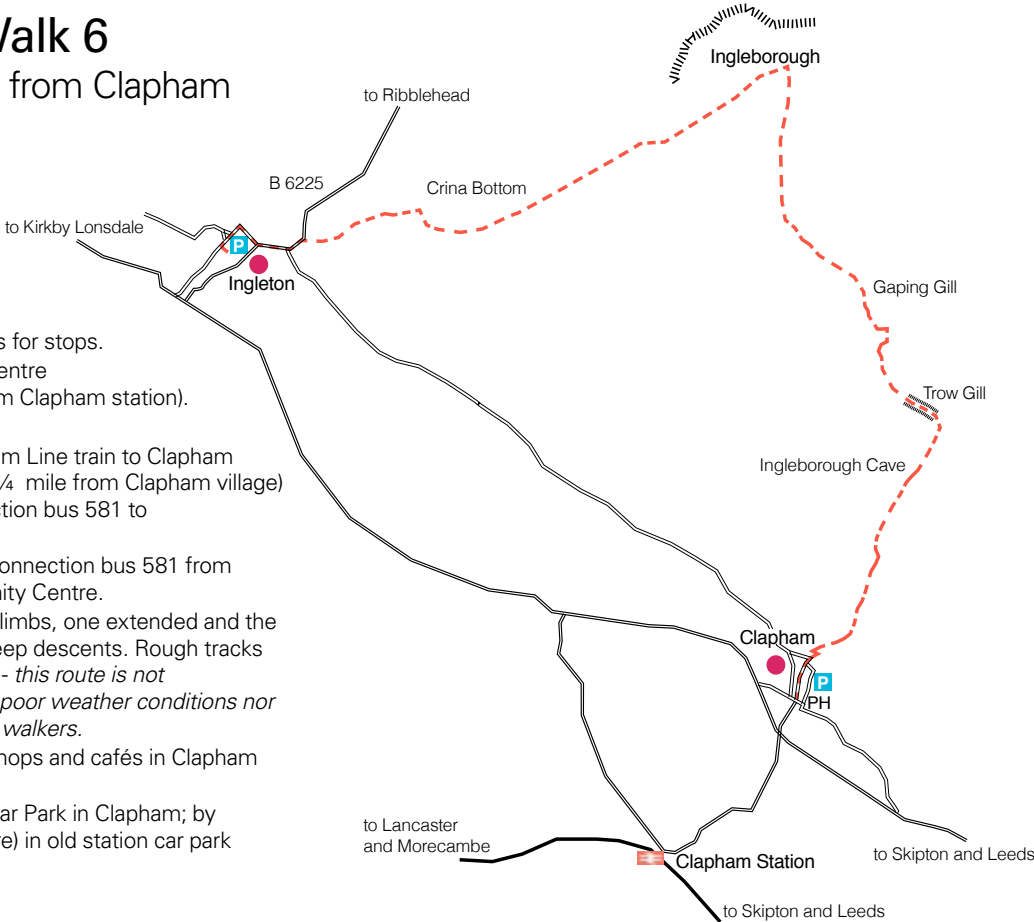 Walk 6
from Clapham
Ingleborough
to Ribblehead
B 6225
Crina Bottom
to Kirkby Lonsdale
P
Ingleton
Gaping Gill
s for stops.
entre
m Clapham station).
Trow Gill
m Line train to Clapham
¼ mile from Clapham village)
ction bus 581 to
Ingleborough Cave
onnection bus 581 from
nity Centre.
limbs, one extended and the
eep descents. Rough tracks
- this route is not
poor weather conditions nor
walkers.
Clapham
P
PH
hops and cafés in Clapham
ar Park in Clapham; by
re) in old station car park
to Lancaster
and Morecambe
Clapham Station
to Skipton and Leeds
to Skipton and Leeds